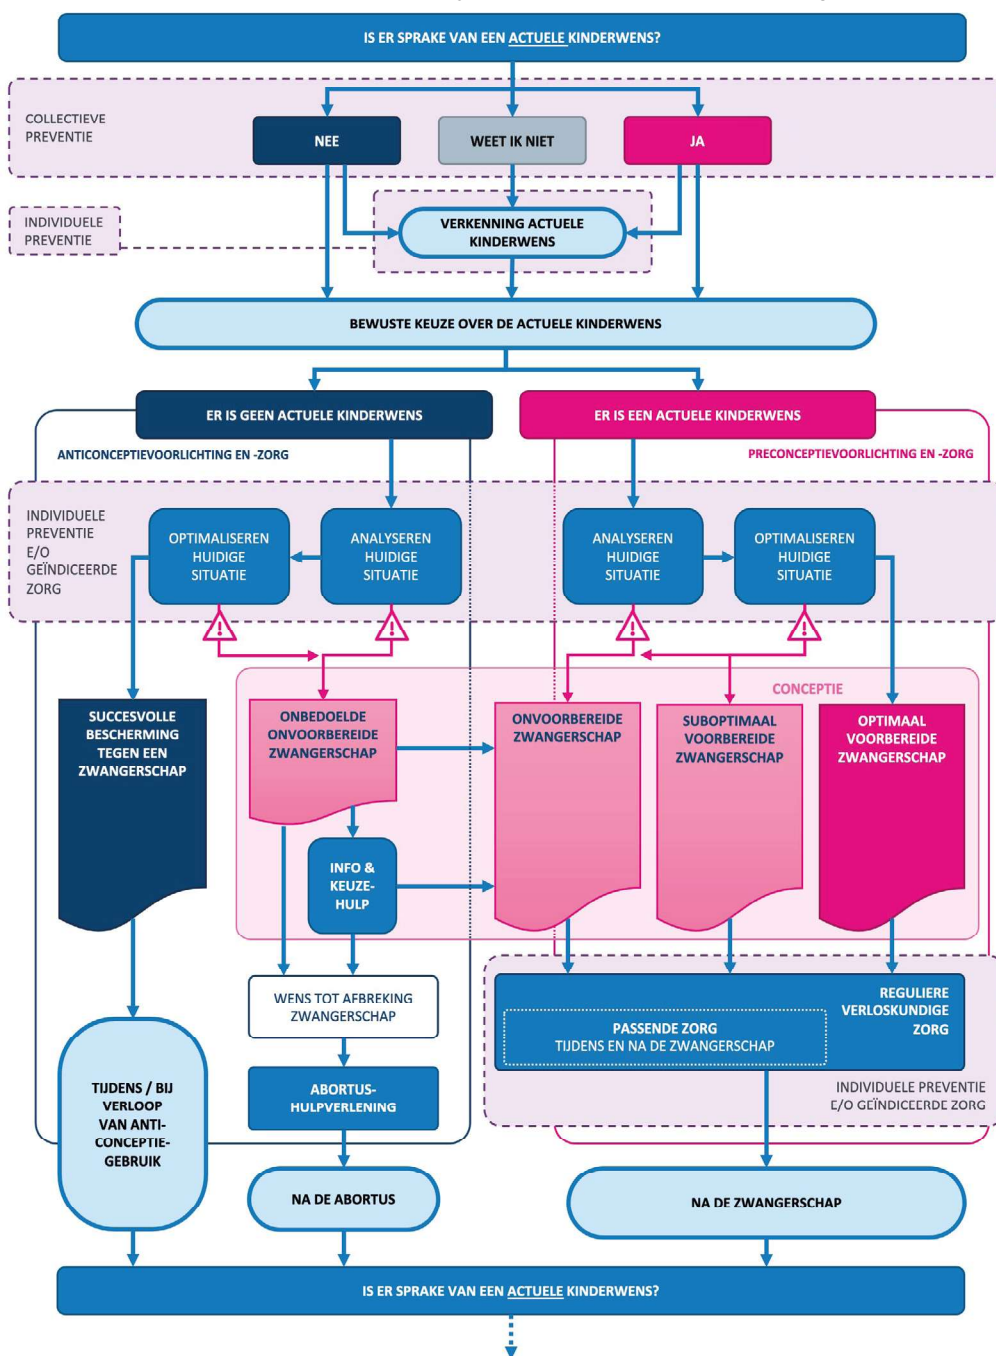 IS ER SPRAKE VAN EEN ACTUELE KINDERWENS?
COLLECTIEVE
PREVENTIE
NEE
WEET IK NIET
JA
INDIVIDUELE
PREVENTIE
VERKENNING ACTUELE
KINDERWENS
BEWUSTE KEUZE OVER DE ACTUELE KINDERWENS
ER IS GEEN ACTUELE KINDERWENS
ER IS EEN ACTUELE KINDERWENS
ANTICONCEPTIEVOORLICHTING EN -ZORG
PRECONCEPTIEVOORLICHTING EN -ZORG
INDIVIDUELE
PREVENTIE
E/O
GEÏNDICEERDE
ZORG
OPTIMALISEREN
HUIDIGE
SITUATIE
ANALYSEREN
HUIDIGE
SITUATIE
ANALYSEREN
HUIDIGE
SITUATIE
OPTIMALISEREN
HUIDIGE
SITUATIE
CONCEPTIE
SUCCESVOLLE
BESCHERMING
TEGEN EEN
ZWANGERSCHAP
ONBEDOELDE
ONVOORBEREIDE
ZWANGERSCHAP
ONVOORBEREIDE
ZWANGERSCHAP
SUBOPTIMAAL
VOORBEREIDE
ZWANGERSCHAP
OPTIMAAL
VOORBEREIDE
ZWANGERSCHAP
INFO &
KEUZE-
HULP
WENS TOT AFBREKING
ZWANGERSCHAP
REGULIERE
VERLOSKUNDIGE
ZORG
PASSENDE ZORG
TIJDENS EN NA DE ZWANGERSCHAP
ABORTUS-
HULPVERLENING
INDIVIDUELE PREVENTIE
E/O GEÏNDICEERDE ZORG
TIJDENS / BIJ
VERLOOP
VAN ANTI-
CONCEPTIE-
GEBRUIK
NA DE ABORTUS
NA DE ZWANGERSCHAP
IS ER SPRAKE VAN EEN ACTUELE KINDERWENS?